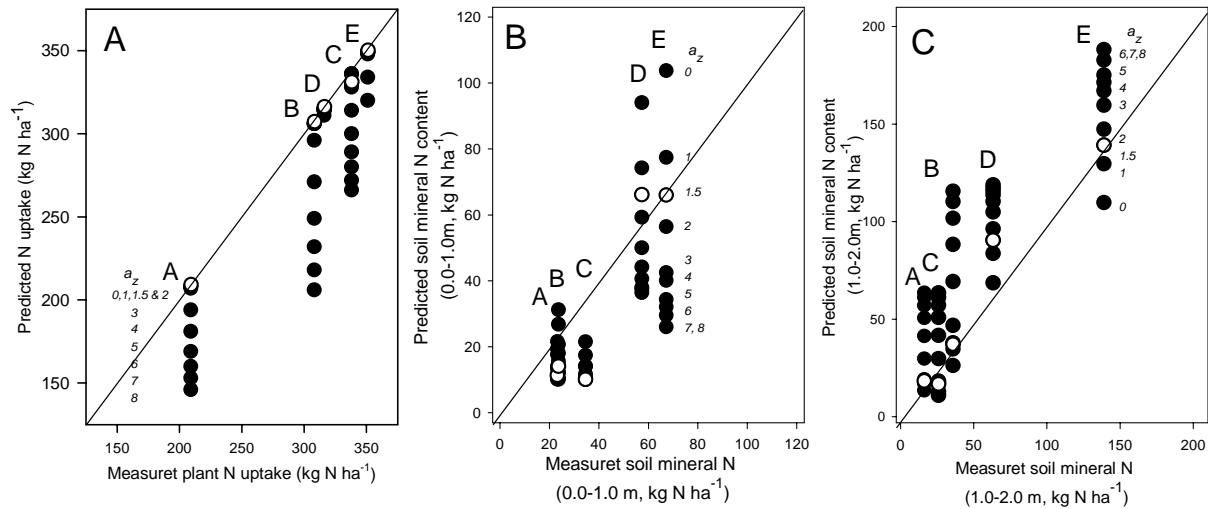 A
Predicted N uptake (kg N ha-1)
350
300
250
200
150
E
C
D
B
A
az
0,1,1.5 & 2
3
4
5
6
7
8
150 200 250 300 350
Measuret plant N uptake (kg N ha-1)
B
Predicted soil mineral N content
(0.0-1.0m, kg N ha-1)
120
100
80
60
40
20
0
E
D
az
0
1
1.5
2
3
4
5
6
7, 8
B
A
C
0 20 40 60 80 100 120
Measuret soil mineral N
(0.0-1.0 m, kg N ha-1)
C
Predicted soil mineral N content
(1.0-2.0m, kg N ha-1)
200
150
100
50
0
E
az
6,7,8
5
4
3
2
1.5
1
0
B
D
A
C
0 50 100 150 200
Measuret soil mineral N
(1.0-2.0 m, kg N ha-1)